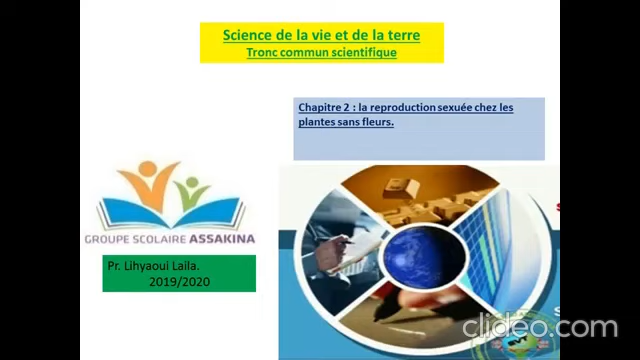 Science de la vie et de la terre
Tronc commun scientifique
Chapitre 2 : la reproduction sexuée chez les
plantes sans fleurs.
GROUPE SCOLAIRE ASSAKINA
Pr. Lihyaoui Laila.
2019/2020
clideo.com